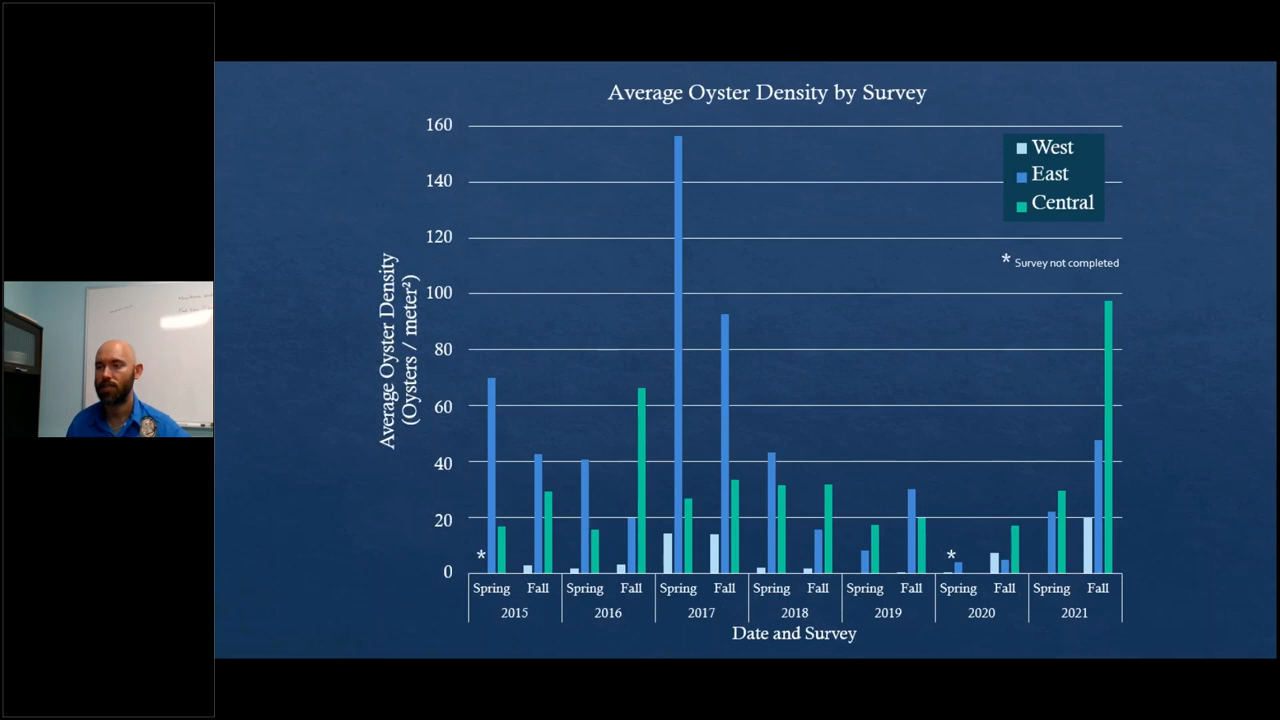 Average Oyster Density by Survey
160
140
120
100
80
60
40
20
0
Average Oyster Density
(Oysters / meter²)
West
East
Central
* Survey not completed
*
*
Spring Fall Spring Fall Spring Fall Spring Fall Spring Fall Spring Fall Spring Fall
2015 2016 2017 2018 2019 2020 2021
Date and Survey